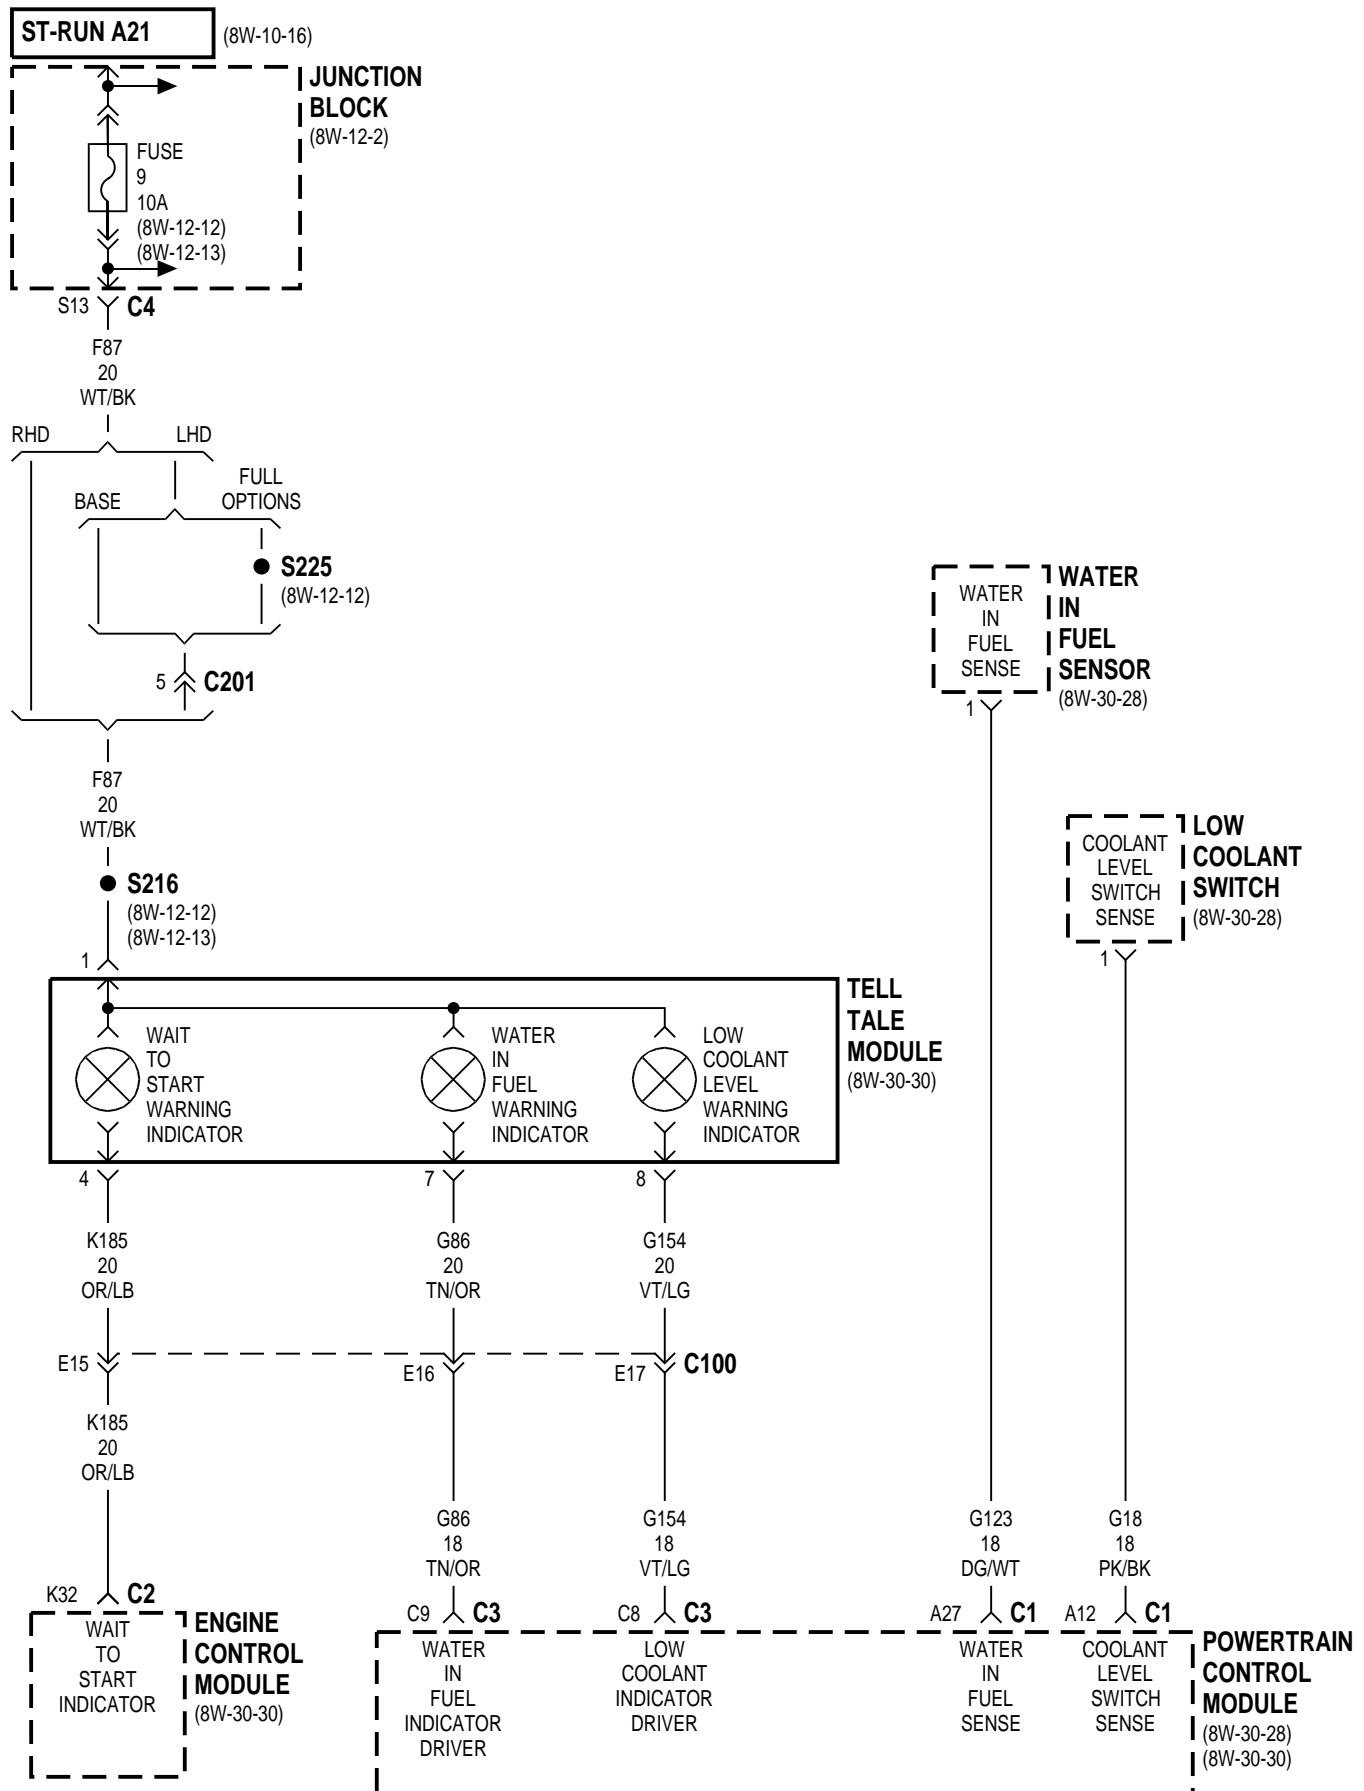 ST-RUN A21
(8W-10-16)
JUNCTION
BLOCK
(8W-12-2)
FUSE
9
10A
(8W-12-12)
(8W-12-13)
S13
C4
F87
20
WT/BK
RHD
LHD
BASE
FULL
OPTIONS
S225
(8W-12-12)
5
C201
F87
20
WT/BK
S216
(8W-12-12)
(8W-12-13)
1
WATER
IN
FUEL
SENSE
WATER
IN
FUEL
SENSOR
(8W-30-28)
1
COOLANT
LEVEL
SWITCH
SENSE
LOW
COOLANT
SWITCH
(8W-30-28)
1
TELL
TALE
MODULE
(8W-30-30)
WAIT
TO
START
WARNING
INDICATOR
WATER
IN
FUEL
WARNING
INDICATOR
LOW
COOLANT
LEVEL
WARNING
INDICATOR
4
7
8
K185
20
OR/LB
G86
20
TN/OR
G154
20
VT/LG
E15
E16
E17
C100
K185
20
OR/LB
G86
18
TN/OR
G154
18
VT/LG
G123
18
DG/WT
G18
18
PK/BK
K32
C2
C9
C3
C8
C3
A27
C1
A12
C1
WAIT
TO
START
INDICATOR
ENGINE
CONTROL
MODULE
(8W-30-30)
WATER
IN
FUEL
INDICATOR
DRIVER
LOW
COOLANT
INDICATOR
DRIVER
WATER
IN
FUEL
SENSE
COOLANT
LEVEL
SWITCH
SENSE
POWERTRAIN
CONTROL
MODULE
(8W-30-28)
(8W-30-30)